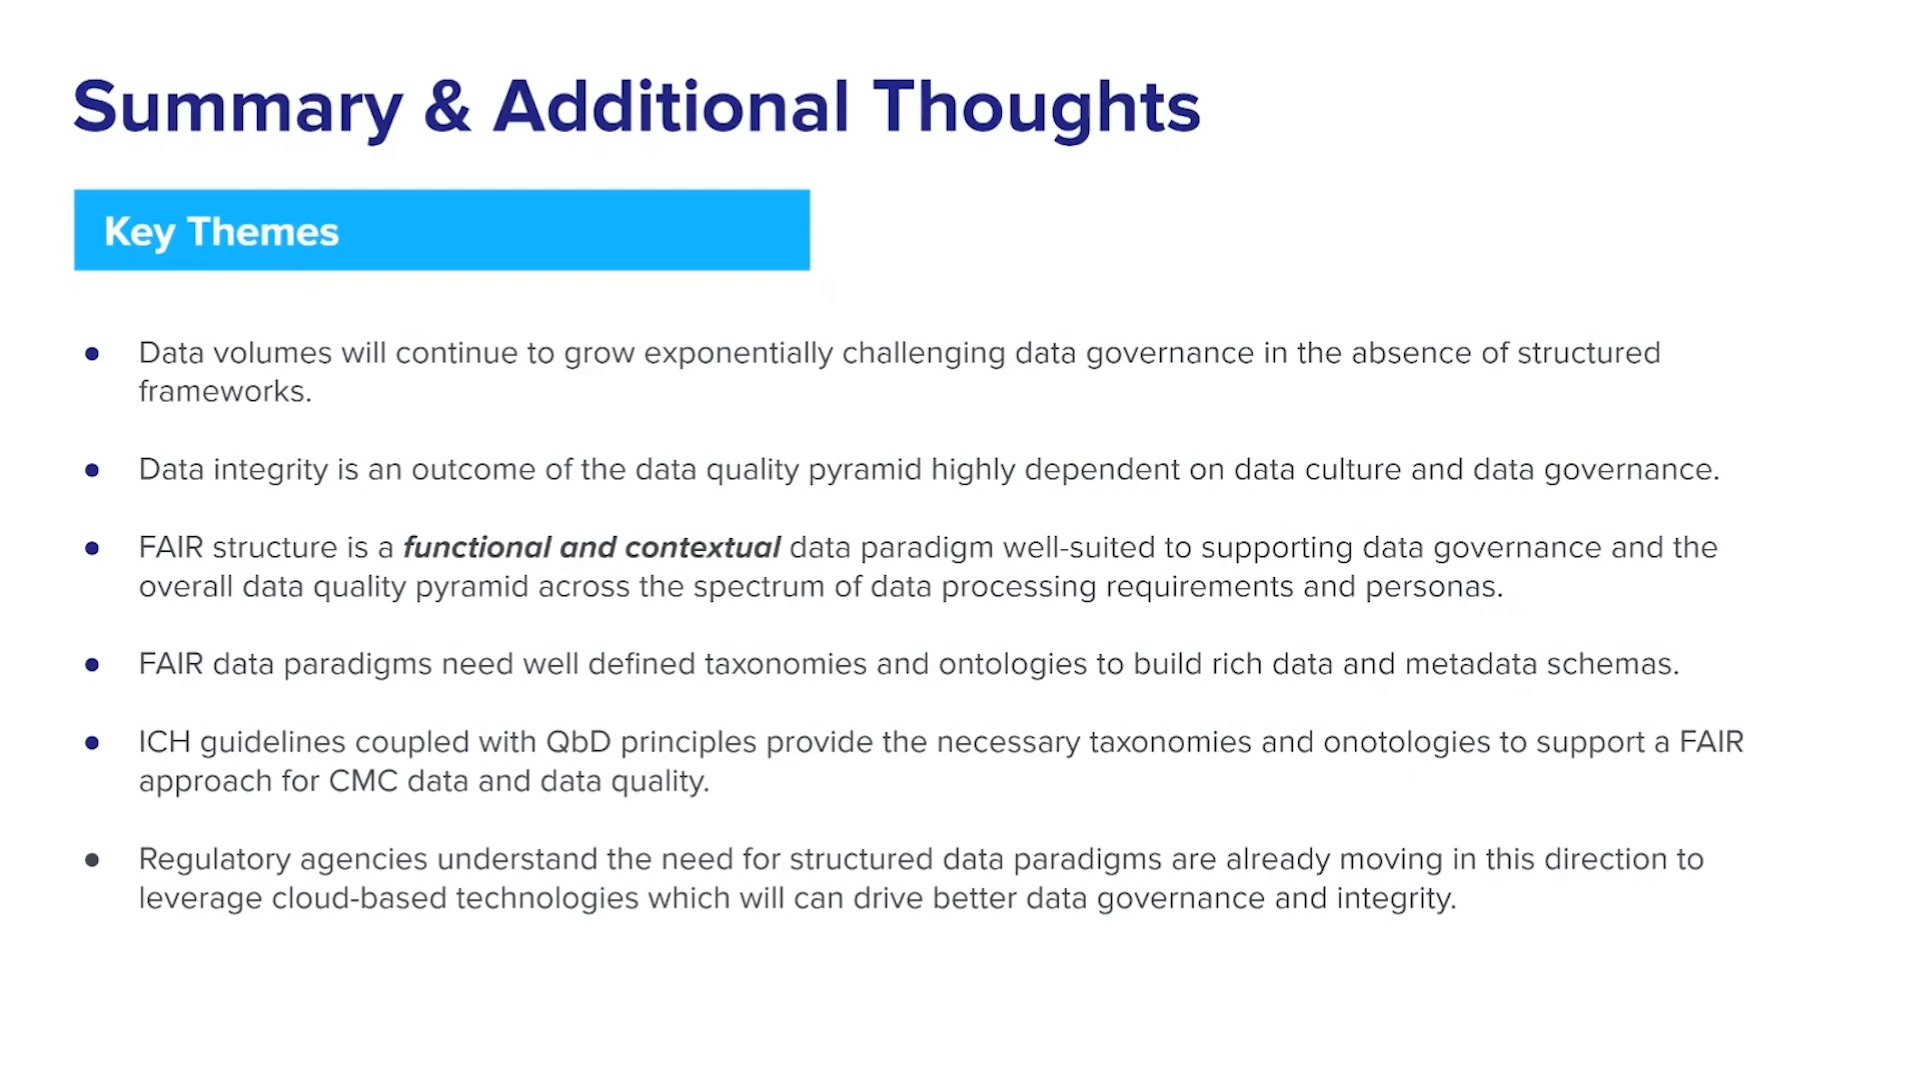 Summary & Additional Thoughts
Key Themes
● Data volumes will continue to grow exponentially challenging data governance in the absence of structured
frameworks.
● Data integrity is an outcome of the data quality pyramid highly dependent on data culture and data governance.
● FAIR structure is a functional and contextual data paradigm well-suited to supporting data governance and the
overall data quality pyramid across the spectrum of data processing requirements and personas.
● FAIR data paradigms need well defined taxonomies and ontologies to build rich data and metadata schemas.
● ICH guidelines coupled with QbD principles provide the necessary taxonomies and onotologies to support a FAIR
approach for CMC data and data quality.
● Regulatory agencies understand the need for structured data paradigms are already moving in this direction to
leverage cloud-based technologies which will can drive better data governance and integrity.